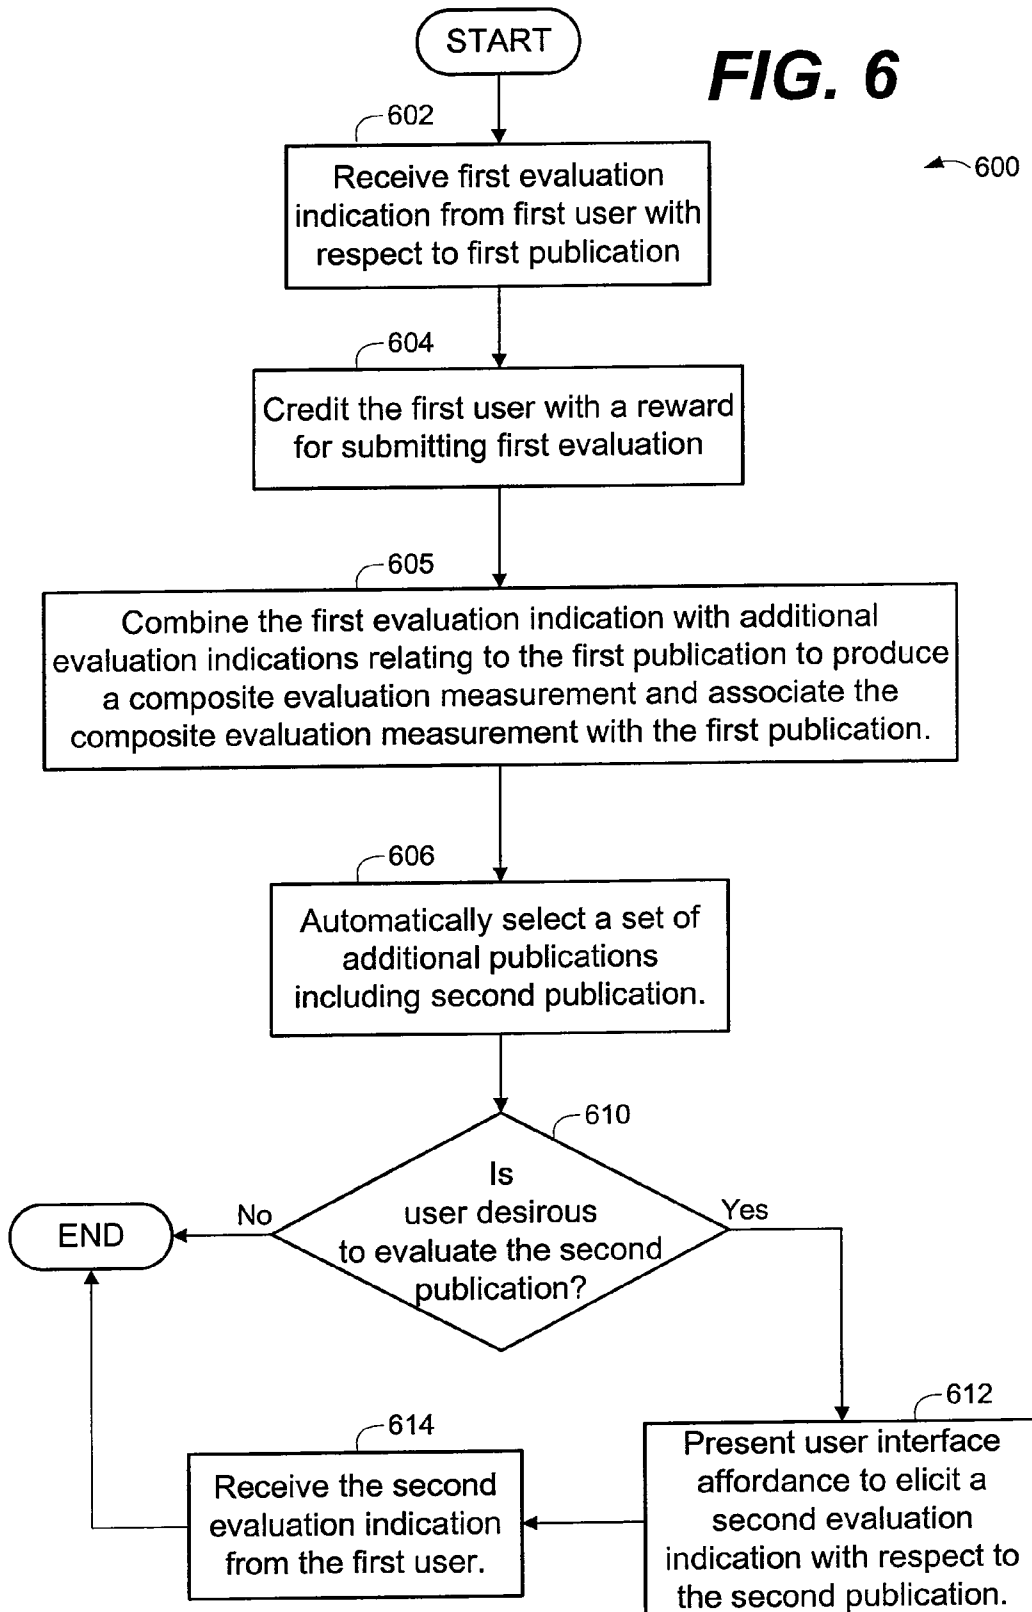 START
FIG. 6
600
602
Receive first evaluation
indication from first user with
respect to first publication
604
Credit the first user with a reward
for submitting first evaluation
605
Combine the first evaluation indication with additional
evaluation indications relating to the first publication to produce
a composite evaluation measurement and associate the
composite evaluation measurement with the first publication.
606
Automatically select a set of
additional publications
including second publication.
610
Is
user desirous
to evaluate the second
publication?
No
Yes
END
612
Present user interface
affordance to elicit a
second evaluation
indication with respect to
the second publication.
614
Receive the second
evaluation indication
from the first user.